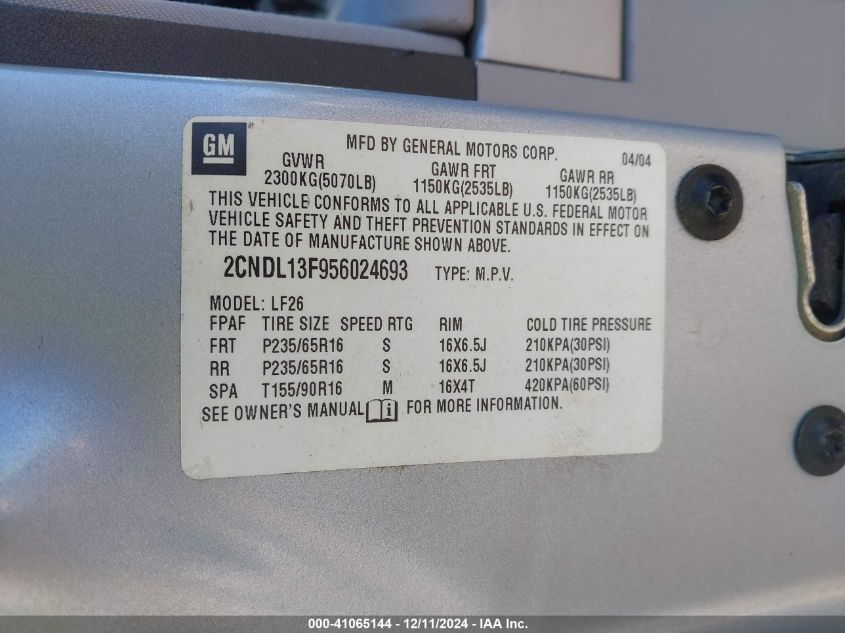 GM ®
MFD BY GENERAL MOTORS CORP. 04/04
GVWR GAWR FRT GAWR RR
2300KG(5070LB) 1150KG(2535LB) 1150KG(2535LB)
THIS VEHICLE CONFORMS TO ALL APPLICABLE U.S. FEDERAL MOTOR
VEHICLE SAFETY AND THEFT PREVENTION STANDARDS IN EFFECT ON
THE DATE OF MANUFACTURE SHOWN ABOVE.
2CNDL13F956024693 TYPE: M.P.V.
MODEL: LF26
FPAF TIRE SIZE SPEED RTG RIM COLD TIRE PRESSURE
FRT P235/65R16 S 16X6.5J 210KPA(30PSI)
RR P235/65R16 S 16X6.5J 210KPA(30PSI)
SPA T155/90R16 M 16X4T 420KPA(60PSI)
SEE OWNER'S MANUAL i FOR MORE INFORMATION.
000-41065144 - 12/11/2024 - IAA Inc.